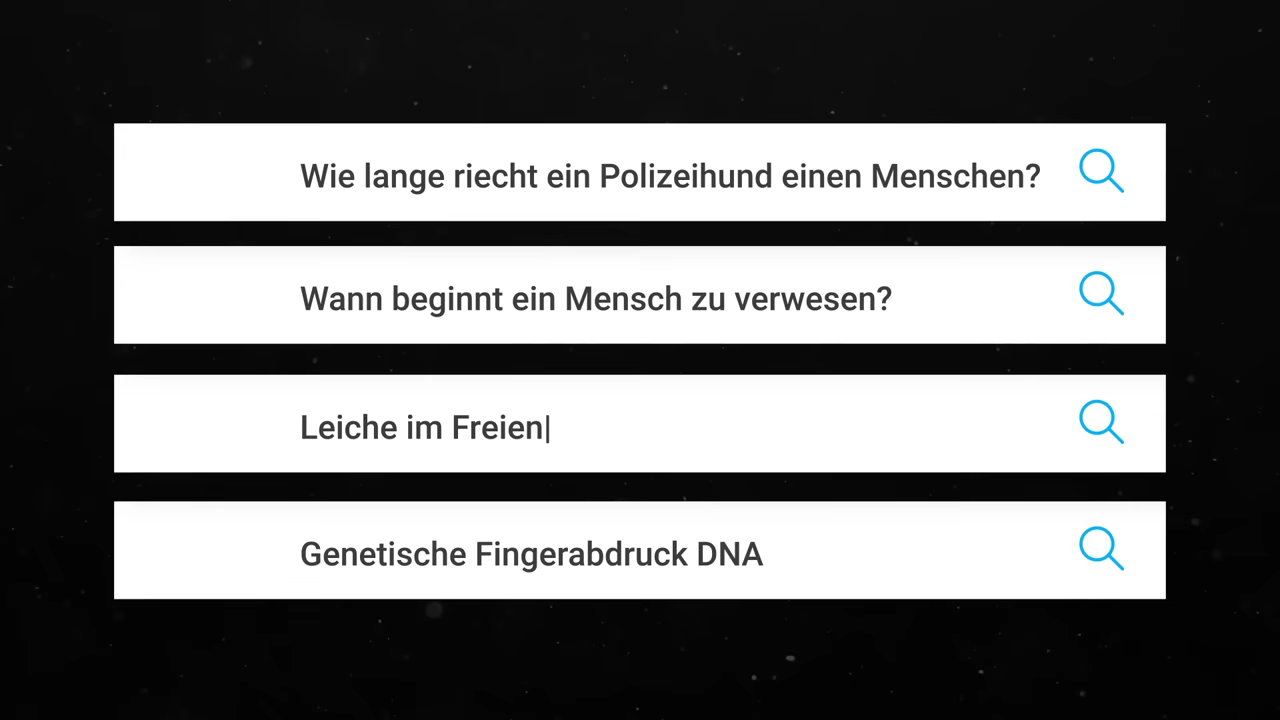 Wie lange riecht ein Polizeihund einen Menschen?
Wann beginnt ein Mensch zu verwesen?
Leiche im Freien|
Genetische Fingerabdruck DNA